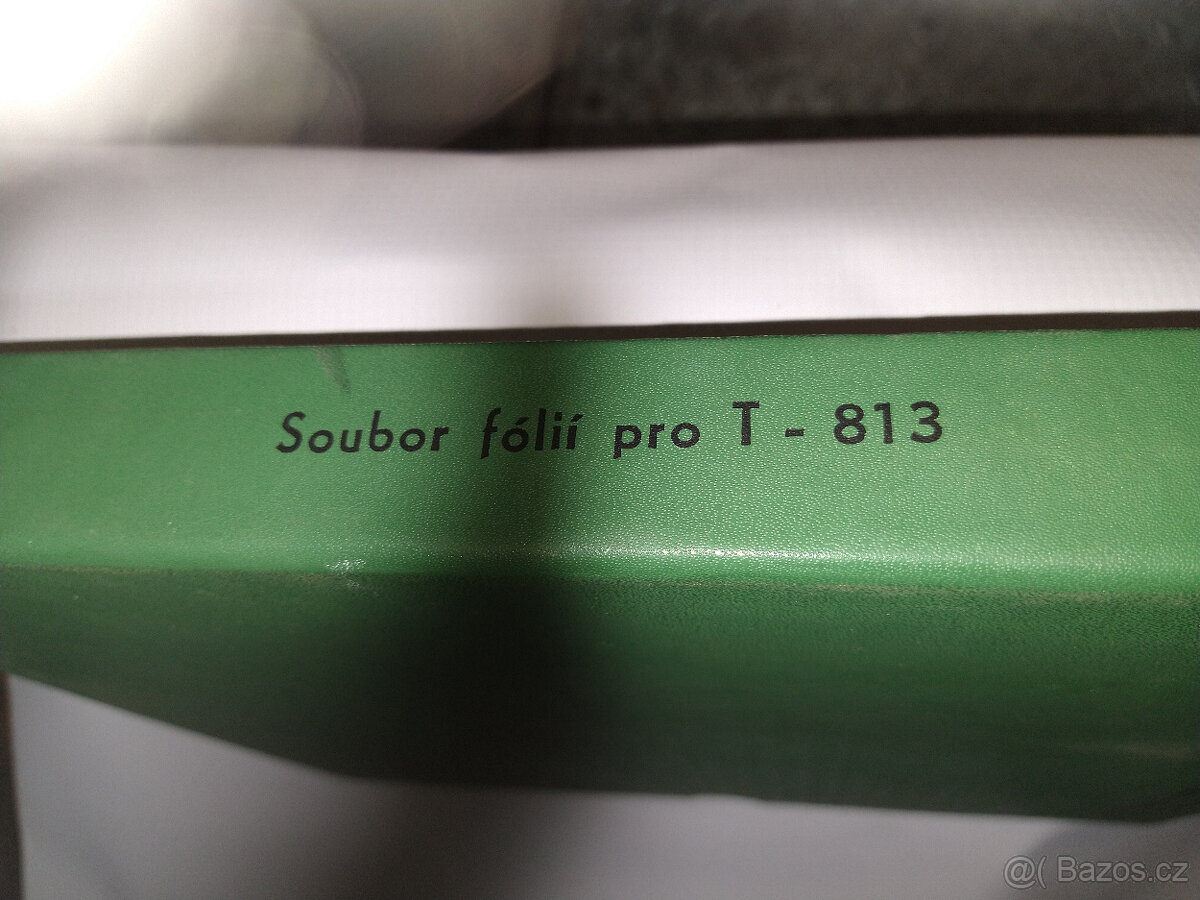 Soubor fólií pro T - 813
@( Bazos.cz